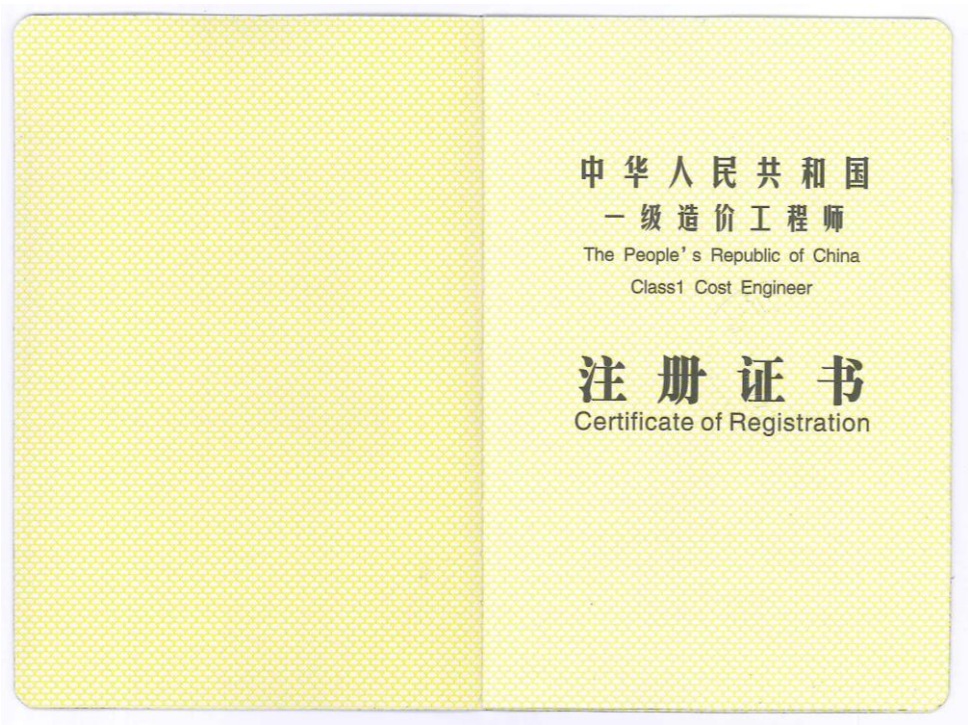 中华人民共和国
一级造价工程师
The People's Republic of China
Class1 Cost Engineer
注册证书
Certificate of Registration